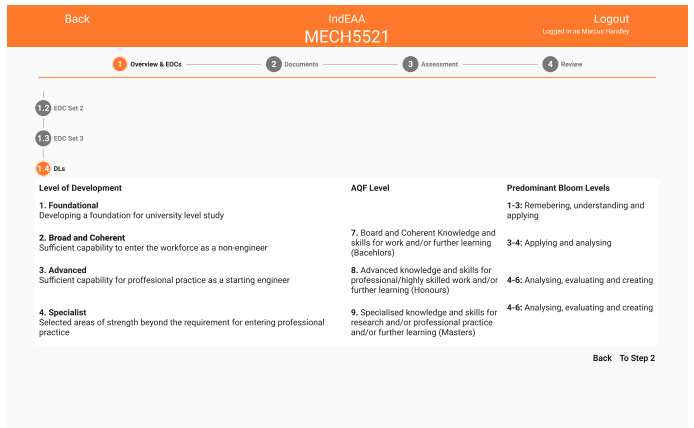 Back
IndEAA
MECH5521
Logout
Logged in as Marcus Handley
1 Overview & EOCs
2 Documents
3 Assessment
4 Review
1.2 EOC Set 2
1.3 EOC Set 3
1.4 DLs
Level of Development
AQF Level
Predominant Bloom Levels
1. Foundational
Developing a foundation for university level study
1-3: Remebering, understanding and
applying
2. Broad and Coherent
Sufficient capability to enter the workforce as a non-engineer
7. Board and Coherent Knowledge and
skills for work and/or further learning
(Bacehlors)
3-4: Applying and analysing
3. Advanced
Sufficient capability for proffesional practice as a starting engineer
8. Advanced knowledge and skills for
professional/highly skilled work and/or
further learning (Honours)
4-6: Analysing, evaluating and creating
4. Specialist
Selected areas of strength beyond the requirement for entering professional
practice
9. Specialised knowledge and skills for
research and/or professional practice
and/or further learning (Masters)
4-6: Analysing, evaluating and creating
Back
To Step 2